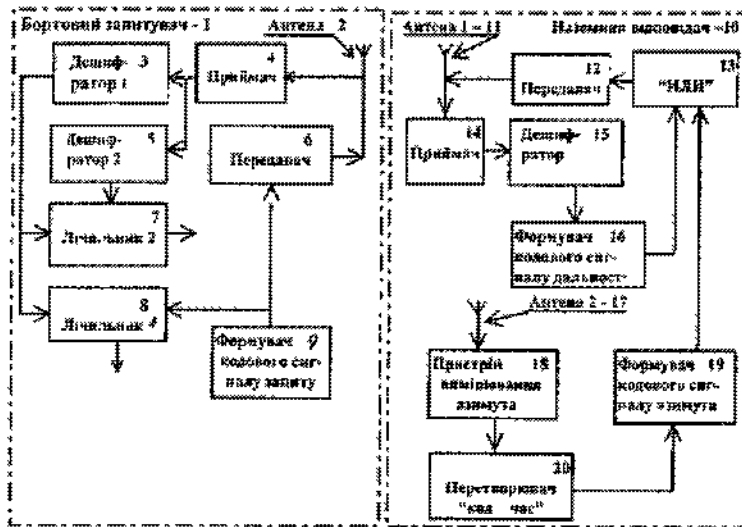 Бортовий запитувач - 1
Антена 2
Дешиф- 3
ратор 1
4
Приймач
Дешиф- 5
ратор 2
6
Передавач
7
Лічильник 2
8
Лічильник
Формувач 9
кодового сиг-
налу запиту
Антена 1 - 11
Наземний відповідач - 10
12
Передавач
13
14
Приймач
Дешиф- 15
ратор
Формувач 16
кодового сиг-
налу дальност-
Антена 2 - 17
Пристрій 18
вимірювання
азимута
Формувач 19
кодового сиг-
налу азимута
20
Перетворювач
час"